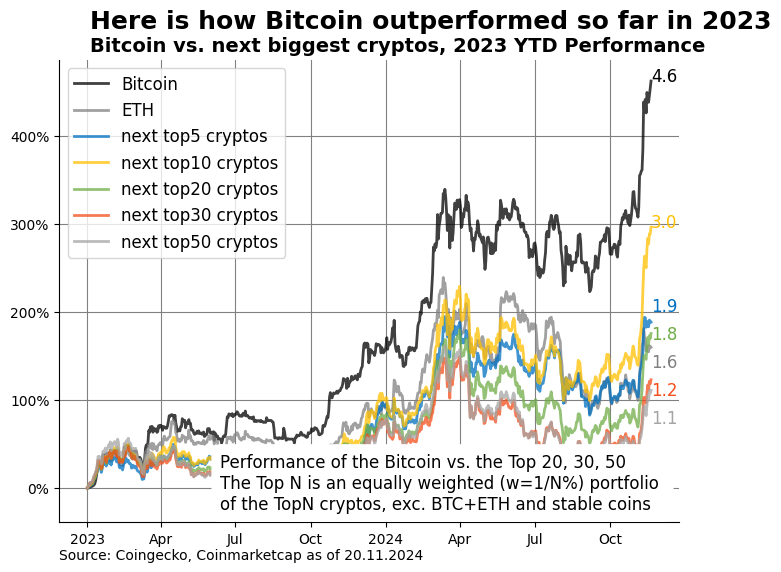 Here is how Bitcoin outperformed so far in 2023
Bitcoin vs. next biggest cryptos, 2023 YTD Performance
Bitcoin
ETH
next top5 cryptos
next top10 cryptos
next top20 cryptos
next top30 cryptos
next top50 cryptos
400%
300%
200%
100%
0%
4.6
3.0
1.9
1.8
1.6
1.2
1.1
Performance of the Bitcoin vs. the Top 20, 30, 50
The Top N is an equally weighted (w=1/N%) portfolio
of the TopN cryptos, exc. BTC+ETH and stable coins
2023 Apr Jul Oct 2024 Apr Jul Oct
Source: Coingecko, Coinmarketcap as of 20.11.2024